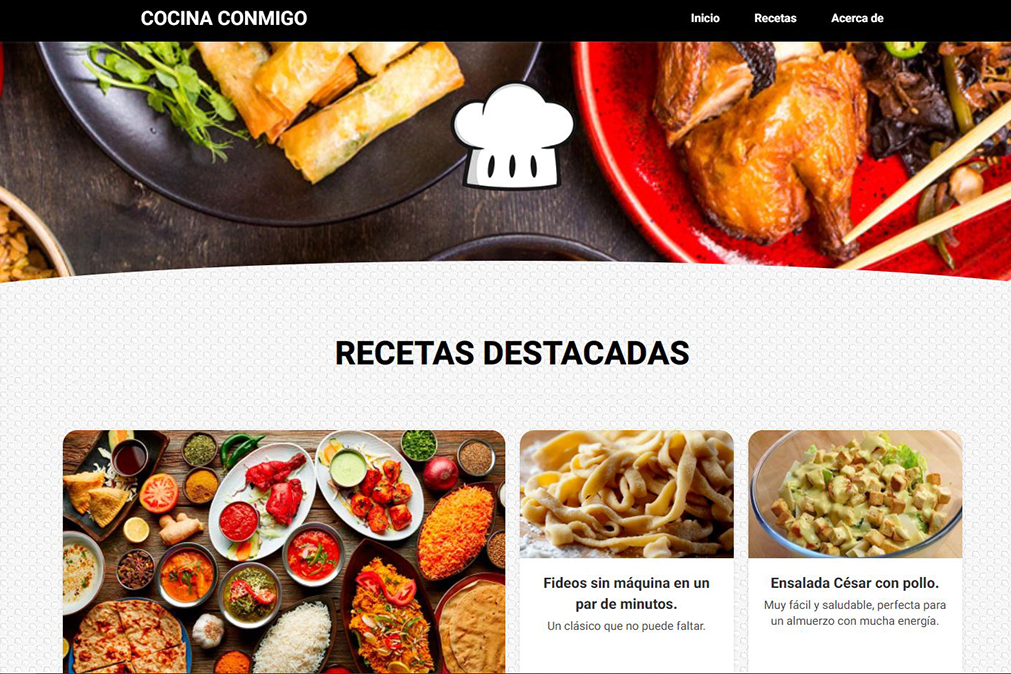 COCINA CONMIGO
Inicio
Recetas
Acerca de
RECETAS DESTACADAS
Fideos sin máquina en un
par de minutos.
Un clásico que no puede faltar.
Ensalada César con pollo.
Muy fácil y saludable, perfecta para
un almuerzo con mucha energía.